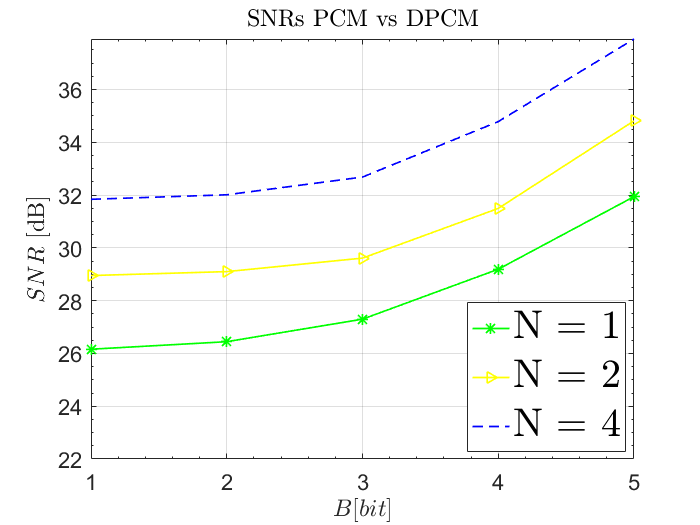 SNRs PCM vs DPCM
SNR [dB]
36
34
32
30
28
26
24
22
1 2 3 4 5
B[bit]
N = 1
N = 2
N = 4